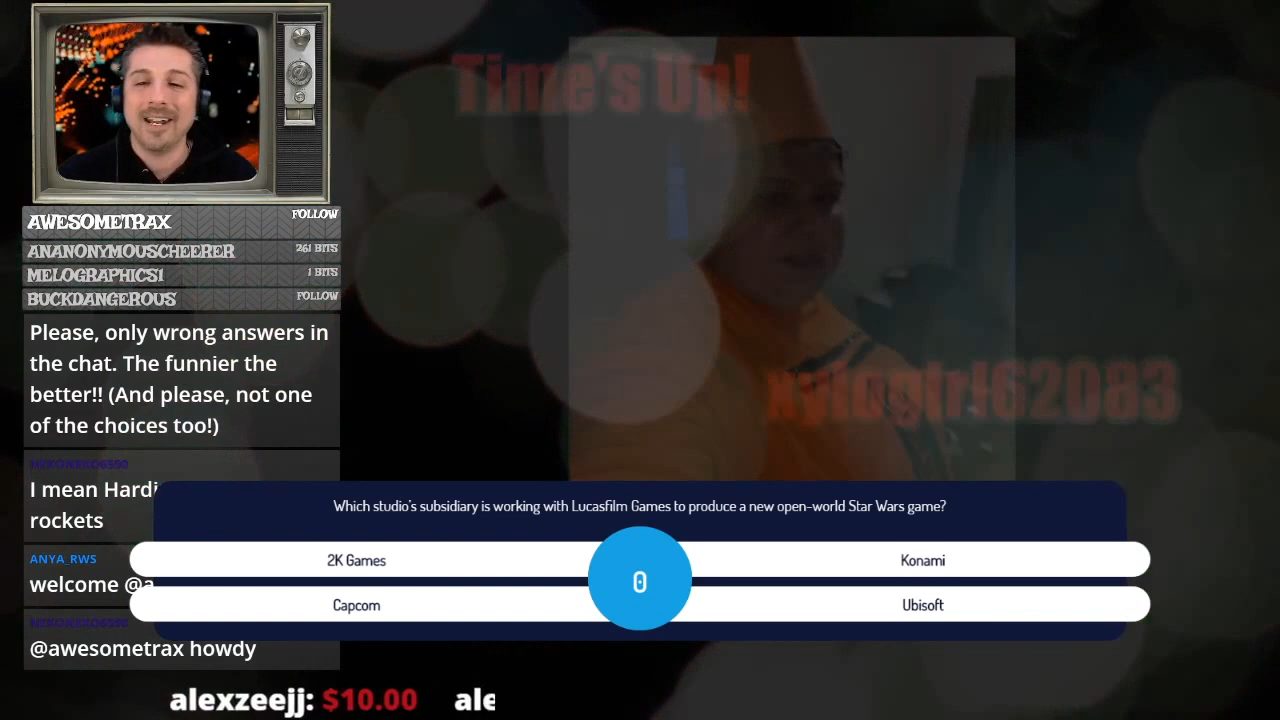 Time's Up!
AWESOMETRAX FOLLOW
ANANONYMOUSCHEERER 261 BITS
MELOGRAPHICS1 1 BITS
BUCKDANGEROUS FOLLOW
Please, only wrong answers in
the chat. The funnier the
better!! (And please, not one
of the choices too!)
xylogirl62083
I mean Hardi
rockets
ANYA_RWS
welcome @a
@awesometrax howdy
Which studio's subsidiary is working with Lucasfilm Games to produce a new open-world Star Wars game?
2K Games
Konami
0
Capcom
Ubisoft
alexzeejj: $10.00 ale